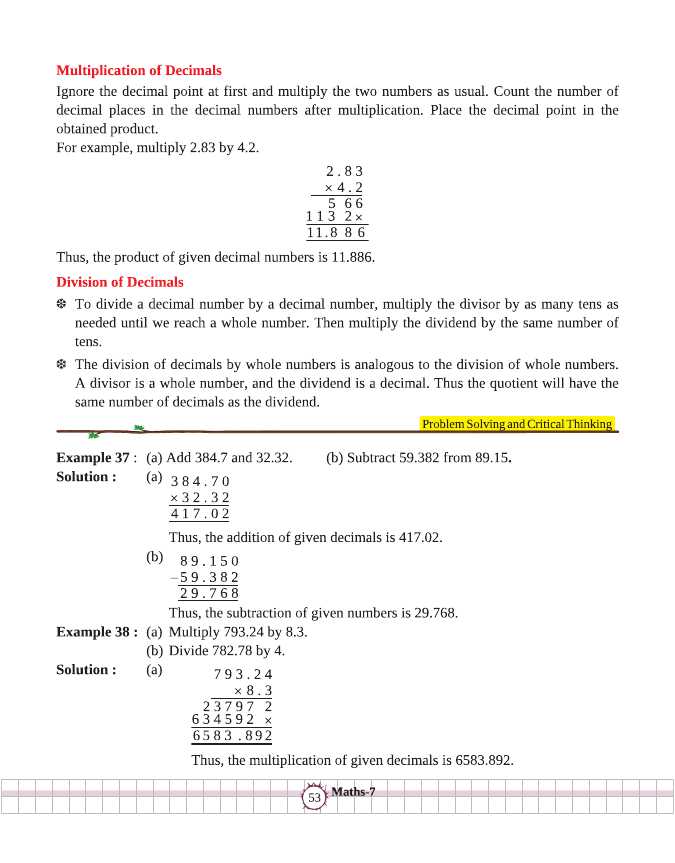 Multiplication of Decimals
Ignore the decimal point at first and multiply the two numbers as usual. Count the number of
decimal places in the decimal numbers after multiplication. Place the decimal point in the
obtained product.
For example, multiply 2.83 by 4.2.
2 . 8 3
× 4 . 2
5 6 6
1 1 3 2 ×
1 1 . 8 8 6
Thus, the product of given decimal numbers is 11.886.
Division of Decimals
❆ To divide a decimal number by a decimal number, multiply the divisor by as many tens as
needed until we reach a whole number. Then multiply the dividend by the same number of
tens.
❆ The division of decimals by whole numbers is analogous to the division of whole numbers.
A divisor is a whole number, and the dividend is a decimal. Thus the quotient will have the
same number of decimals as the dividend.
Problem Solving and Critical Thinking
Example 37 : (a) Add 384.7 and 32.32. (b) Subtract 59.382 from 89.15.
Solution : (a) 3 8 4 . 7 0
× 3 2 . 3 2
4 1 7 . 0 2
Thus, the addition of given decimals is 417.02.
(b) 8 9 . 1 5 0
–5 9 . 3 8 2
2 9 . 7 6 8
Thus, the subtraction of given numbers is 29.768.
Example 38 : (a) Multiply 793.24 by 8.3.
(b) Divide 782.78 by 4.
Solution : (a) 7 9 3 . 2 4
× 8 . 3
2 3 7 9 7 2
6 3 4 5 9 2 ×
6 5 8 3 . 8 9 2
Thus, the multiplication of given decimals is 6583.892.
53 Maths-7